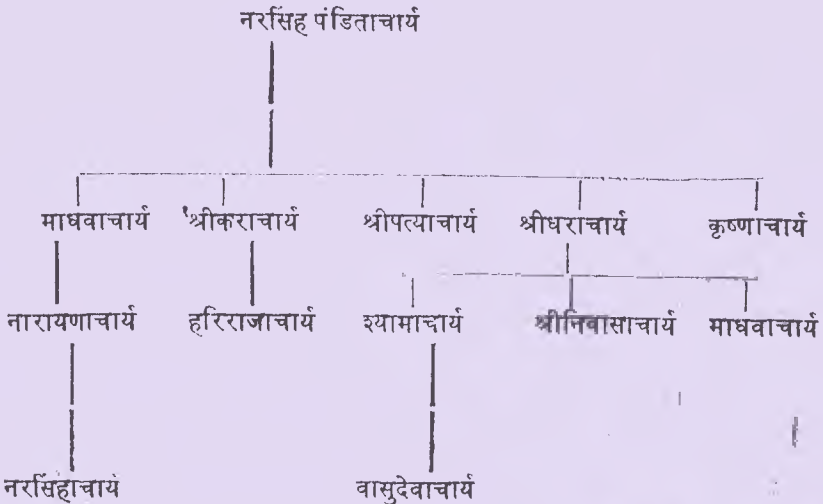 नरसिंह पंडिताचार्य
माधवाचार्य श्रीकराचार्य श्रीपत्याचार्य श्रीधराचार्य कृष्णाचार्य
नारायणाचार्य हरिराजाचार्य श्यामाचार्य श्रीनिवासाचार्य माधवाचार्य
नरसिंहाचार्य वासुदेवाचार्य